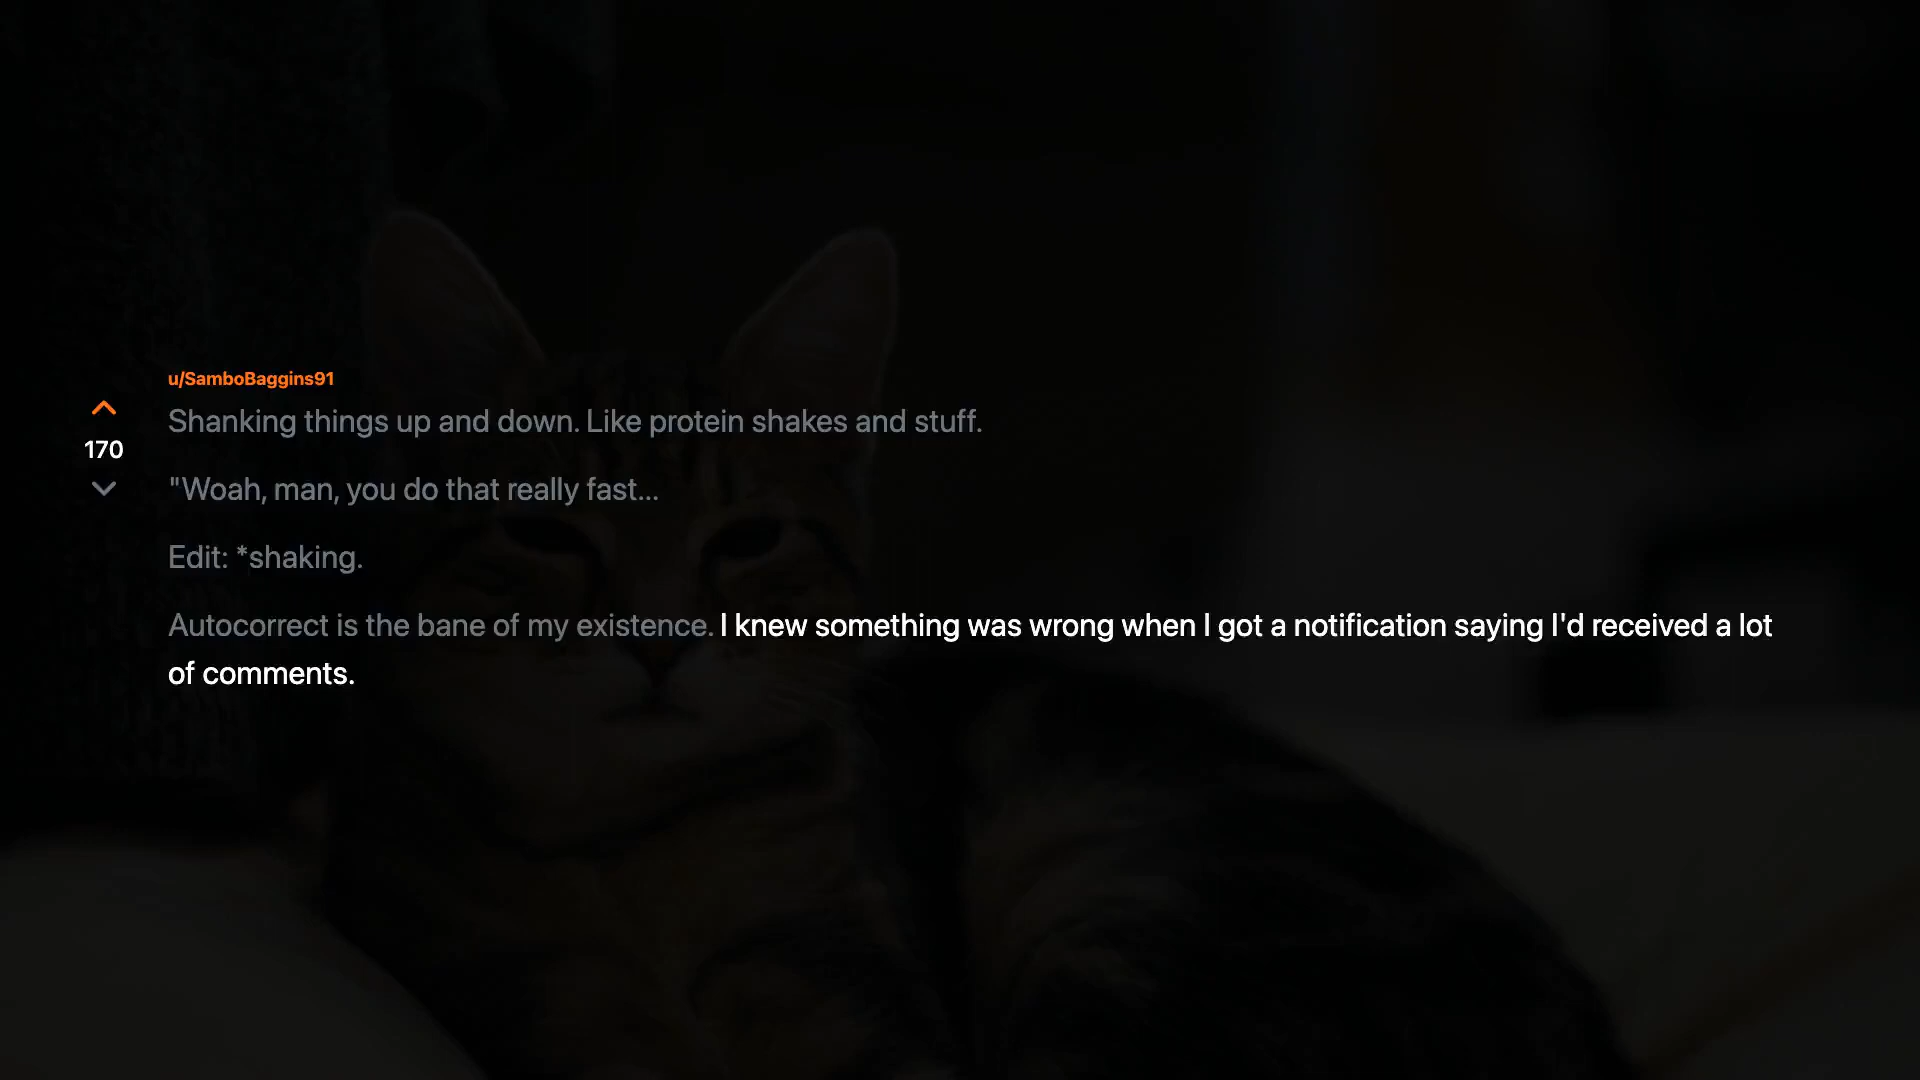 u/SamboBaggins91
170
Shanking things up and down. Like protein shakes and stuff.
"Woah, man, you do that really fast...
Edit: *shaking.
Autocorrect is the bane of my existence. I knew something was wrong when I got a notification saying I'd received a lot
of comments.